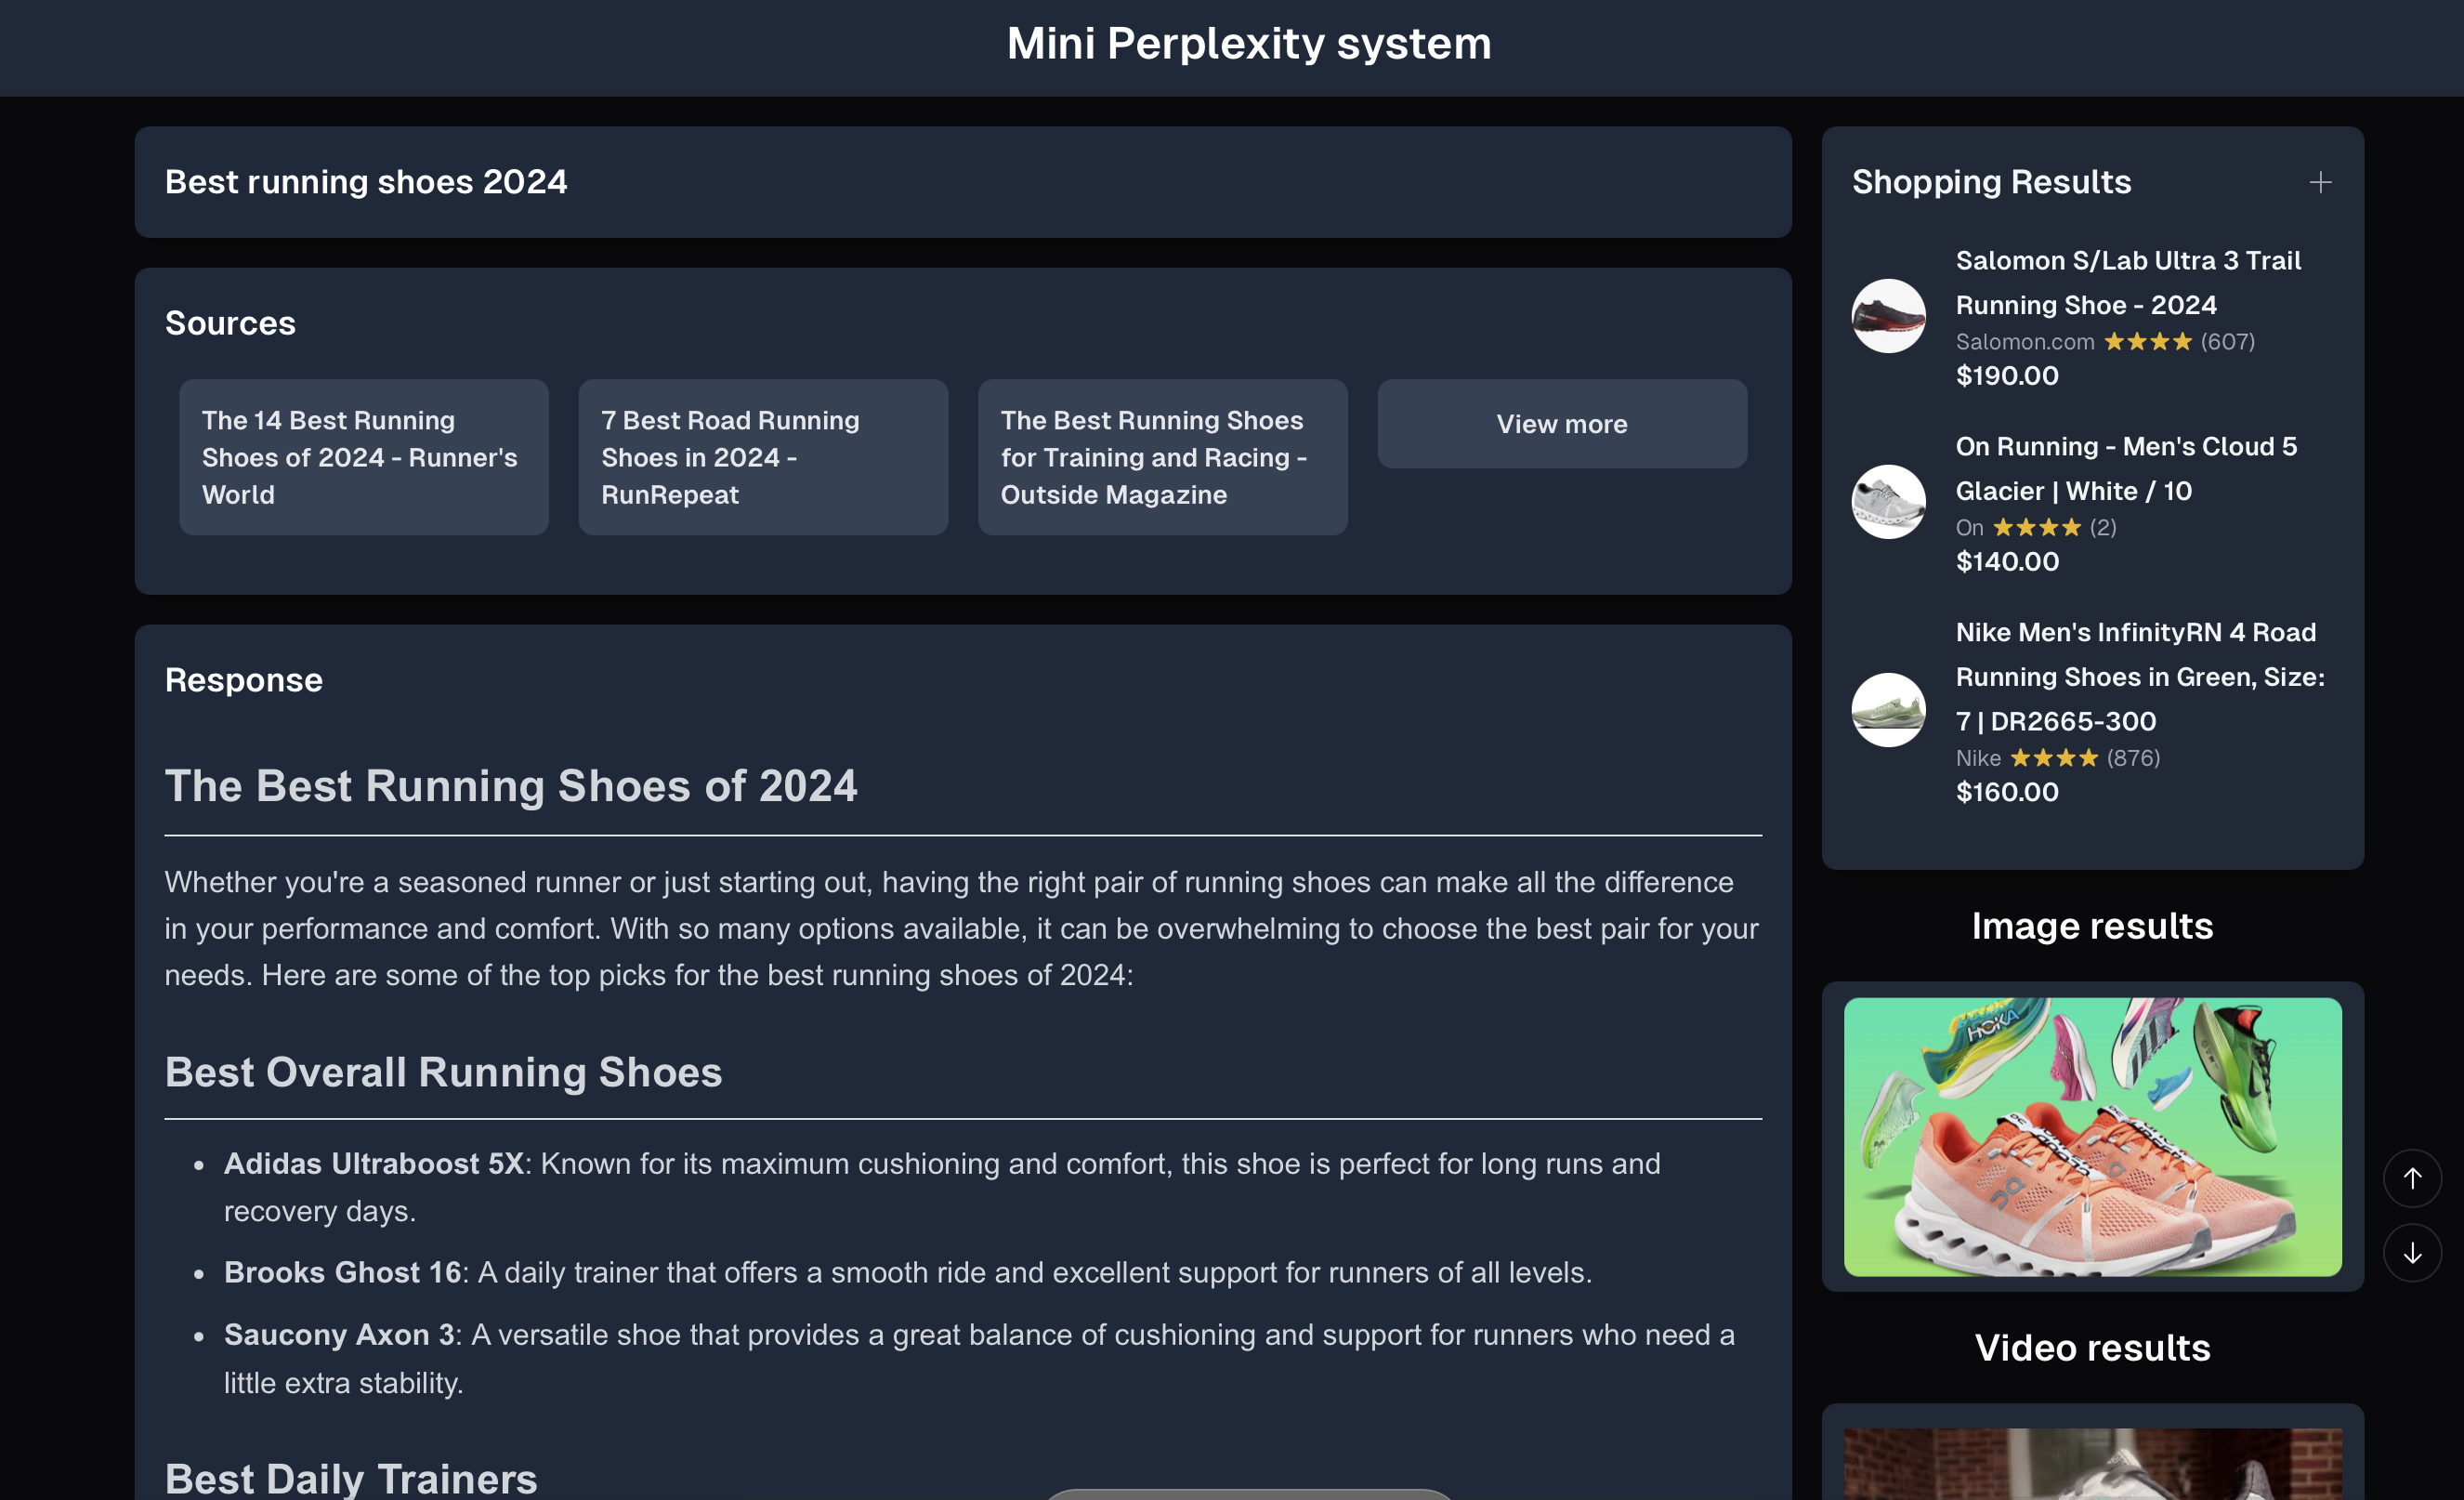 Mini Perplexity system
Best running shoes 2024
Sources
The 14 Best Running
Shoes of 2024 - Runner's
World
7 Best Road Running
Shoes in 2024 -
RunRepeat
The Best Running Shoes
for Training and Racing -
Outside Magazine
View more
Response
The Best Running Shoes of 2024
Whether you're a seasoned runner or just starting out, having the right pair of running shoes can make all the difference
in your performance and comfort. With so many options available, it can be overwhelming to choose the best pair for your
needs. Here are some of the top picks for the best running shoes of 2024:
Best Overall Running Shoes
• Adidas Ultraboost 5X: Known for its maximum cushioning and comfort, this shoe is perfect for long runs and
recovery days.
• Brooks Ghost 16: A daily trainer that offers a smooth ride and excellent support for runners of all levels.
• Saucony Axon 3: A versatile shoe that provides a great balance of cushioning and support for runners who need a
little extra stability.
Best Daily Trainers
Shopping Results
Salomon S/Lab Ultra 3 Trail
Running Shoe - 2024
Salomon.com ★★★★ (607)
$190.00
On Running - Men's Cloud 5
Glacier | White / 10
On ★★★★ (2)
$140.00
Nike Men's InfinityRN 4 Road
Running Shoes in Green, Size:
7 | DR2665-300
Nike ★★★★ (876)
$160.00
Image results
HOKA
Video results